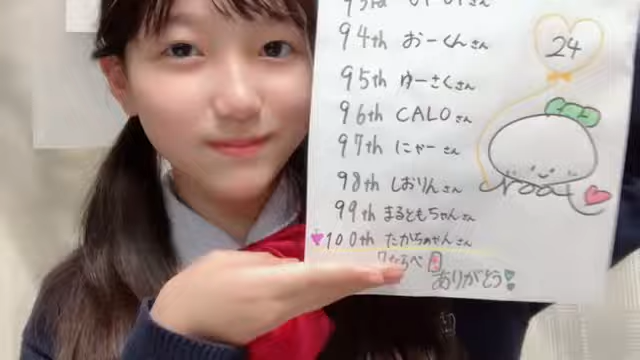 94th おーくんさん
95th ゆーさくさん
96th CALOさん
97th にゃーさん
98th しおりんさん
99th まるともちゃんさん
100th たかちめがんさん
ありがとう
24